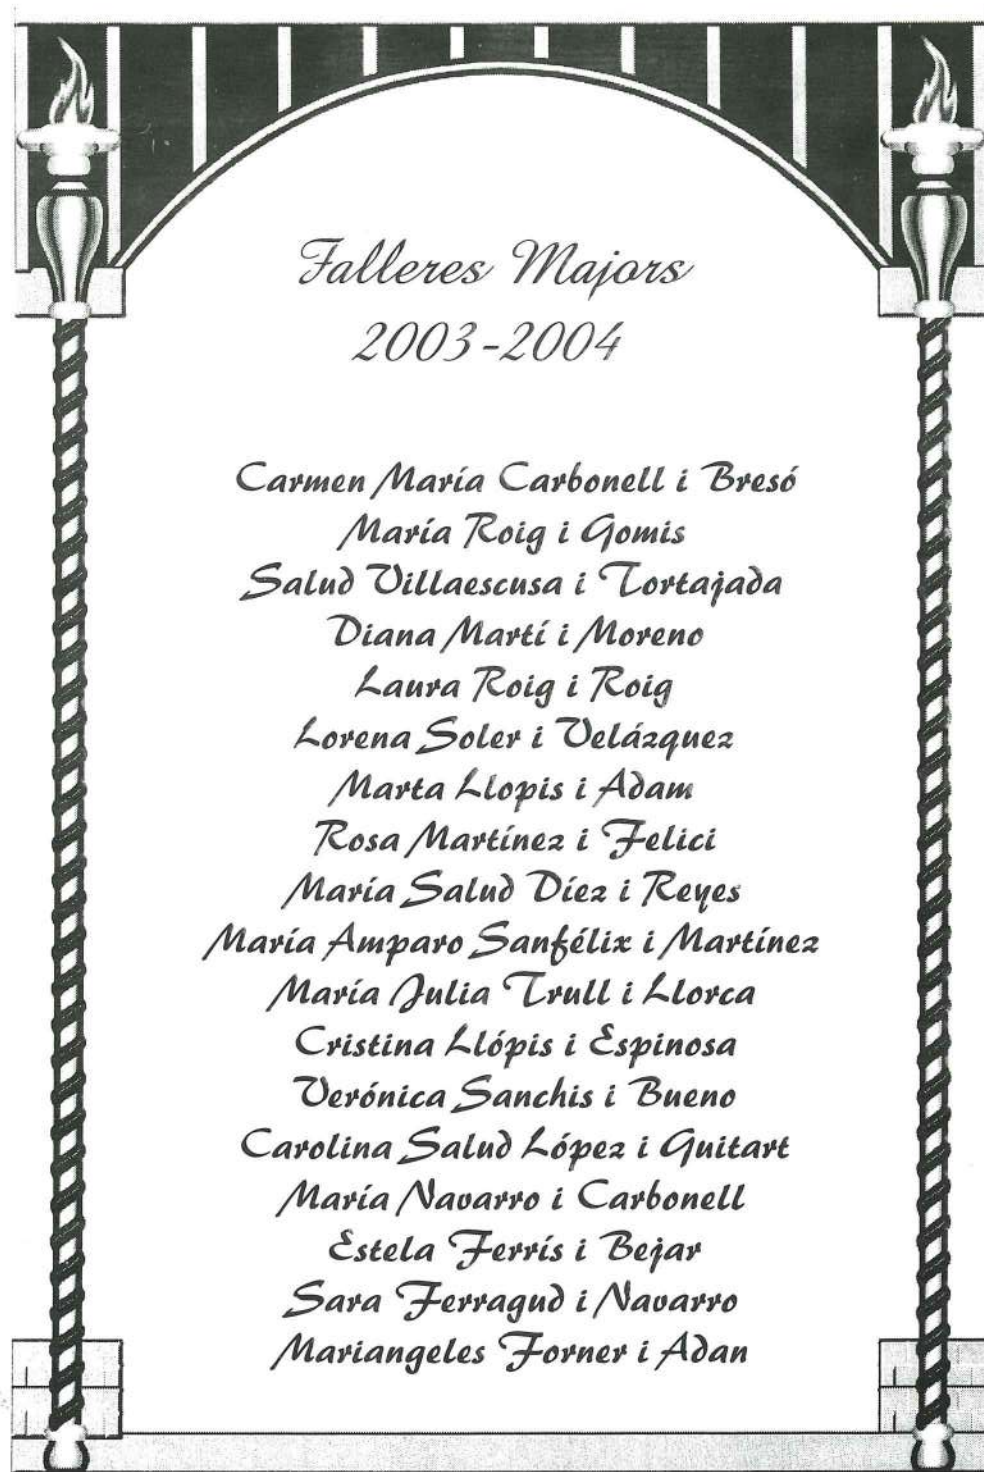 Falleres Majors
2003-2004
Carmen María Carbonell i Bresó
María Roig i Gomis
Salud Villaescusa i Tortajada
Diana Martí i Moreno
Laura Roig i Roig
Lorena Soler i Velázquez
Marta Llopis i Adam
Rosa Martínez i Felici
María Salud Díez i Reyes
María Amparo Sanfélix i Martínez
María Julia Trull i Llorca
Cristina Llópis i Espinosa
Verónica Sanchis i Bueno
Carolina Salud López i Guitart
María Navarro i Carbonell
Estela Ferrís i Bejar
Sara Ferragud i Navarro
Mariangeles Forner i Adan